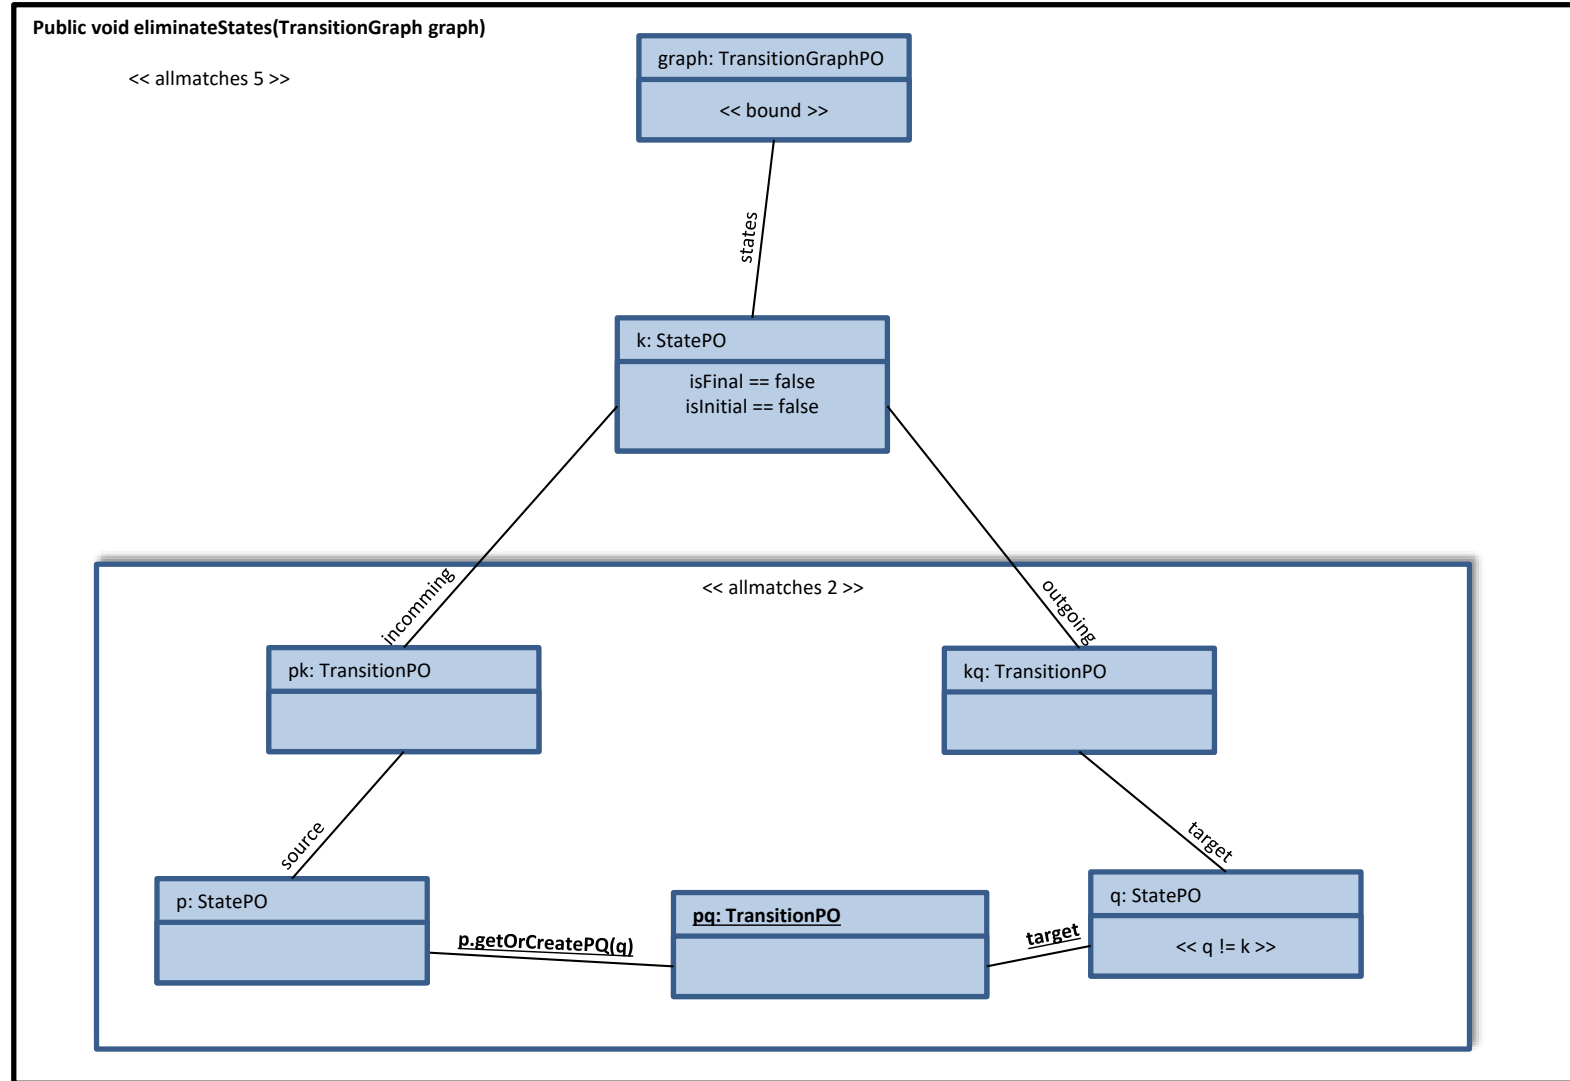 Public void eliminateStates(TransitionGraph graph)
<< allmatches 5 >>
graph: TransitionGraphPO
<< bound >>
states
k: StatePO
isFinal == false
isInitial == false
<< allmatches 2 >>
incomming
outgoing
pk: TransitionPO
kq: TransitionPO
source
target
p: StatePO
pq: TransitionPO
q: StatePO
p.getOrCreatePQ(q)
target
<< q != k >>